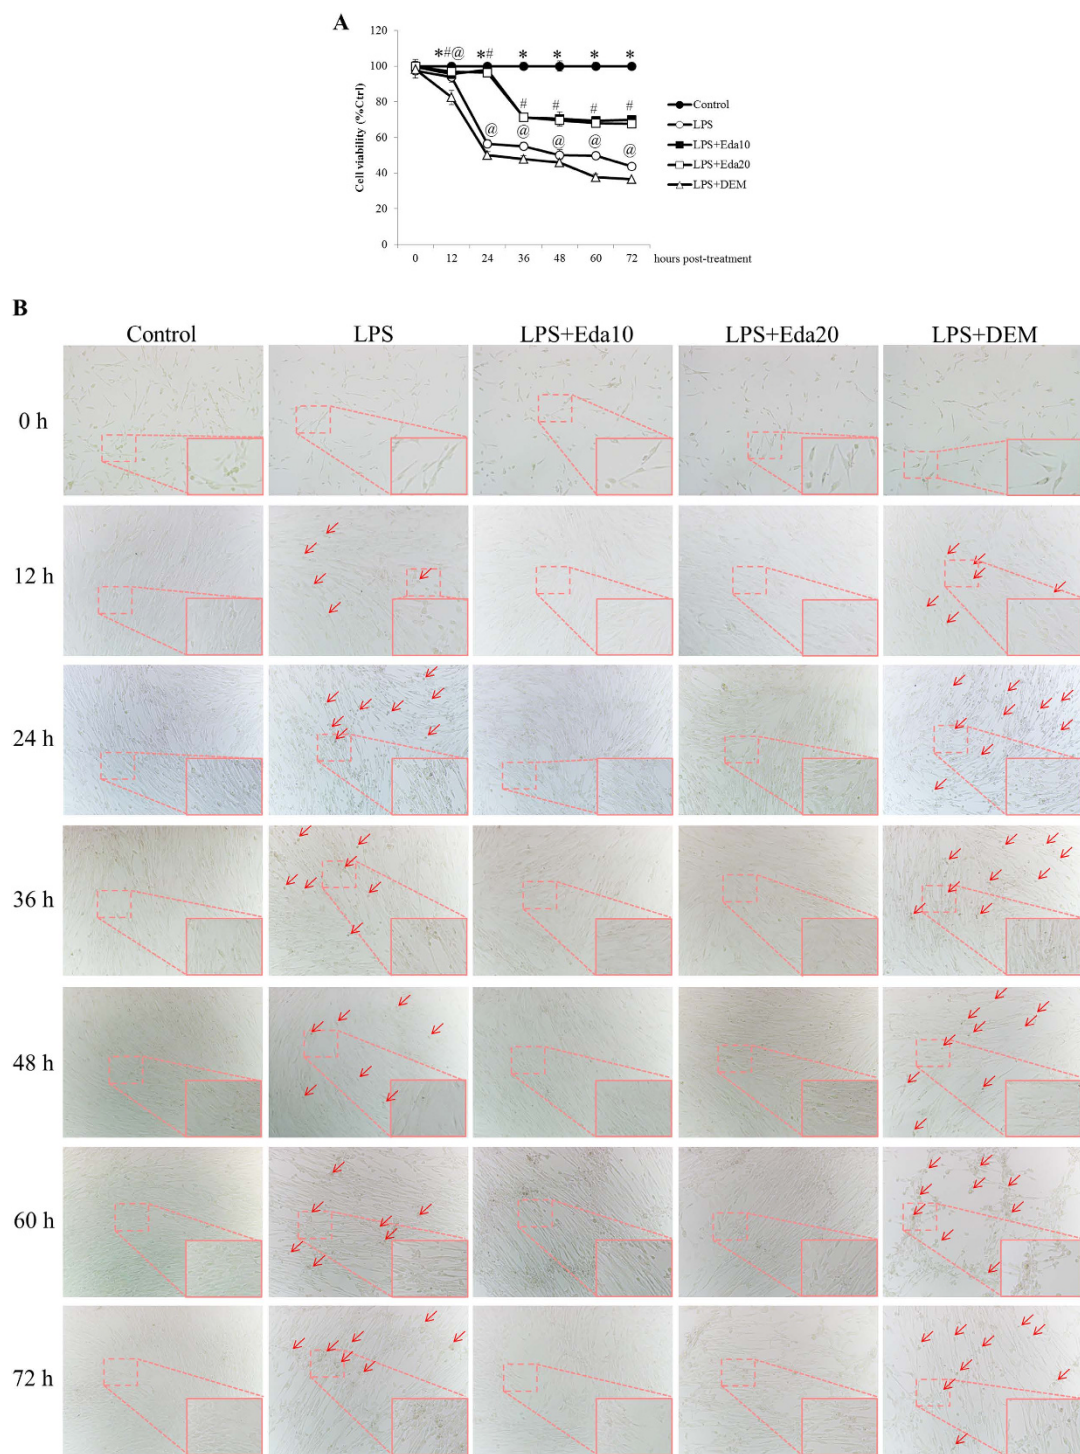 A
120
100
80
60
40
20
0
Cell viability (%Ctrl)
*#@ *# * * * *
# # # #
@ @ @ @ @
0 12 24 36 48 60 72 hours post-treatment
Control
LPS
LPS+Eda10
LPS+Eda20
LPS+DEM
B
Control LPS LPS+Eda10 LPS+Eda20 LPS+DEM
0 h
12 h
24 h
36 h
48 h
60 h
72 h